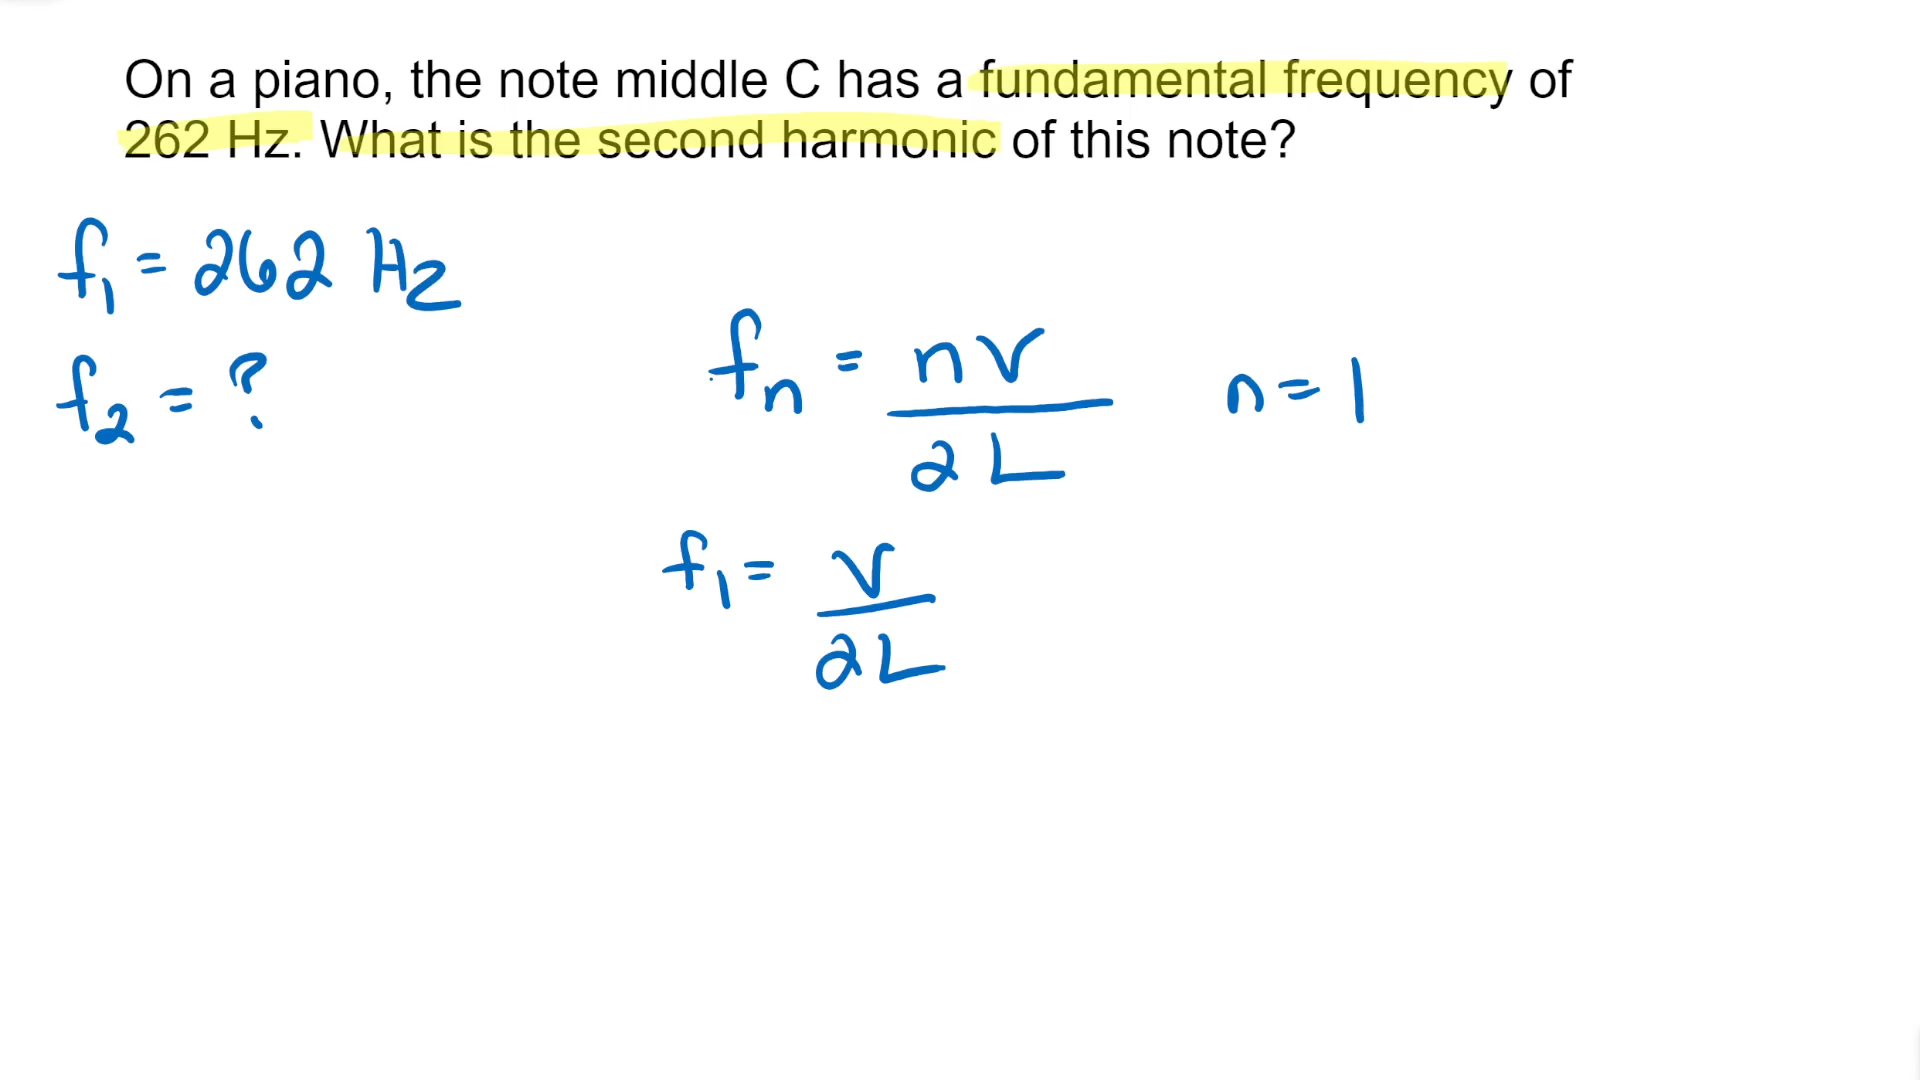 On a piano, the note middle C has a fundamental frequency of
262 Hz. What is the second harmonic of this note?
f₁ = 262 Hz
f₂ = ?
fₙ = nv / 2L    n = 1
f₁ = v / 2L